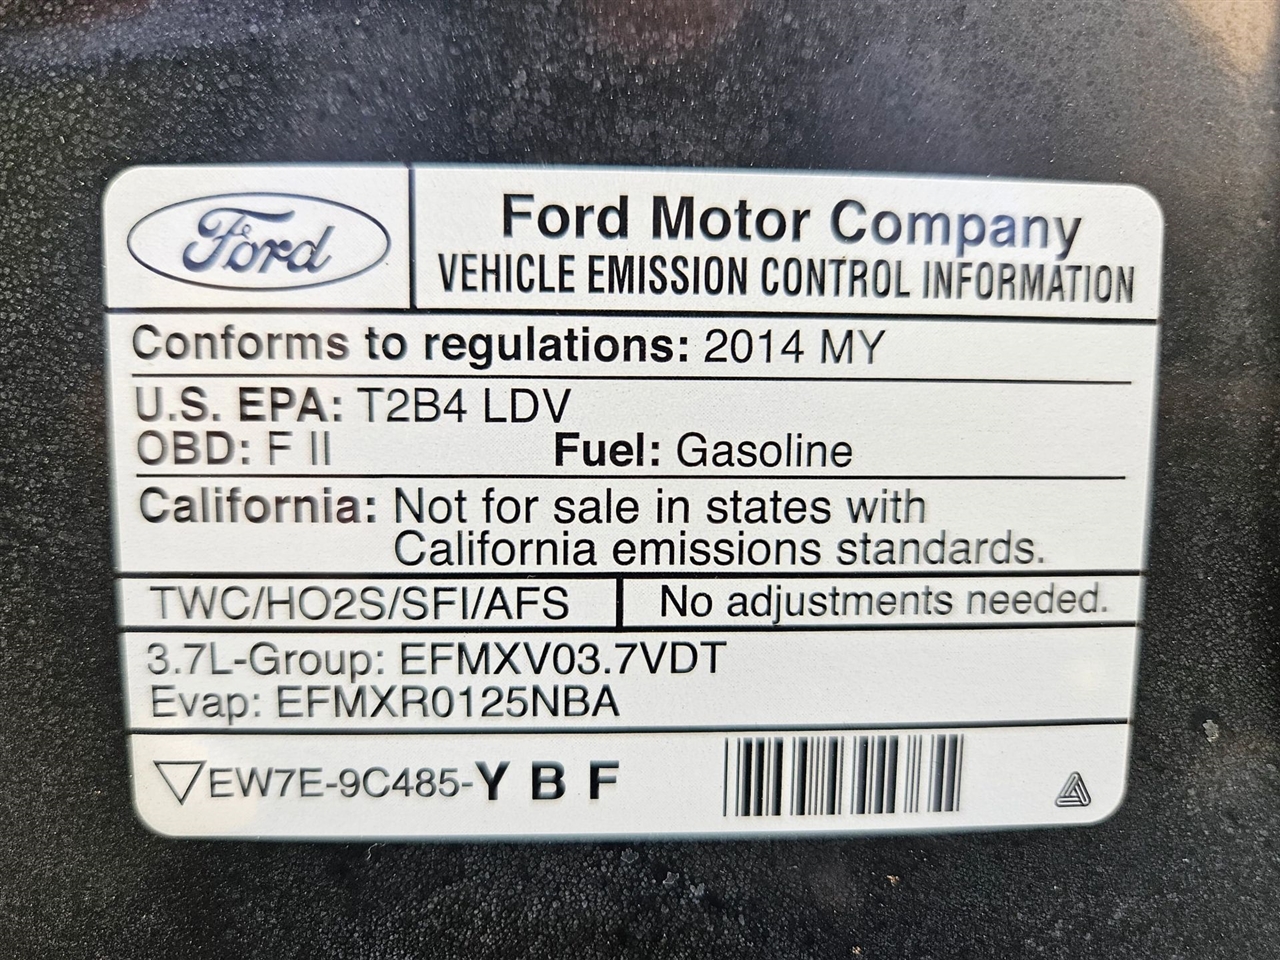 Ford
Ford Motor Company
VEHICLE EMISSION CONTROL INFORMATION
Conforms to regulations: 2014 MY
U.S. EPA: T2B4 LDV
OBD: F II Fuel: Gasoline
California: Not for sale in states with
California emissions standards.
TWC/HO2S/SFI/AFS No adjustments needed.
3.7L-Group: EFMXV03.7VDT
Evap: EFMXR0125NBA
EW7E-9C485-Y B F